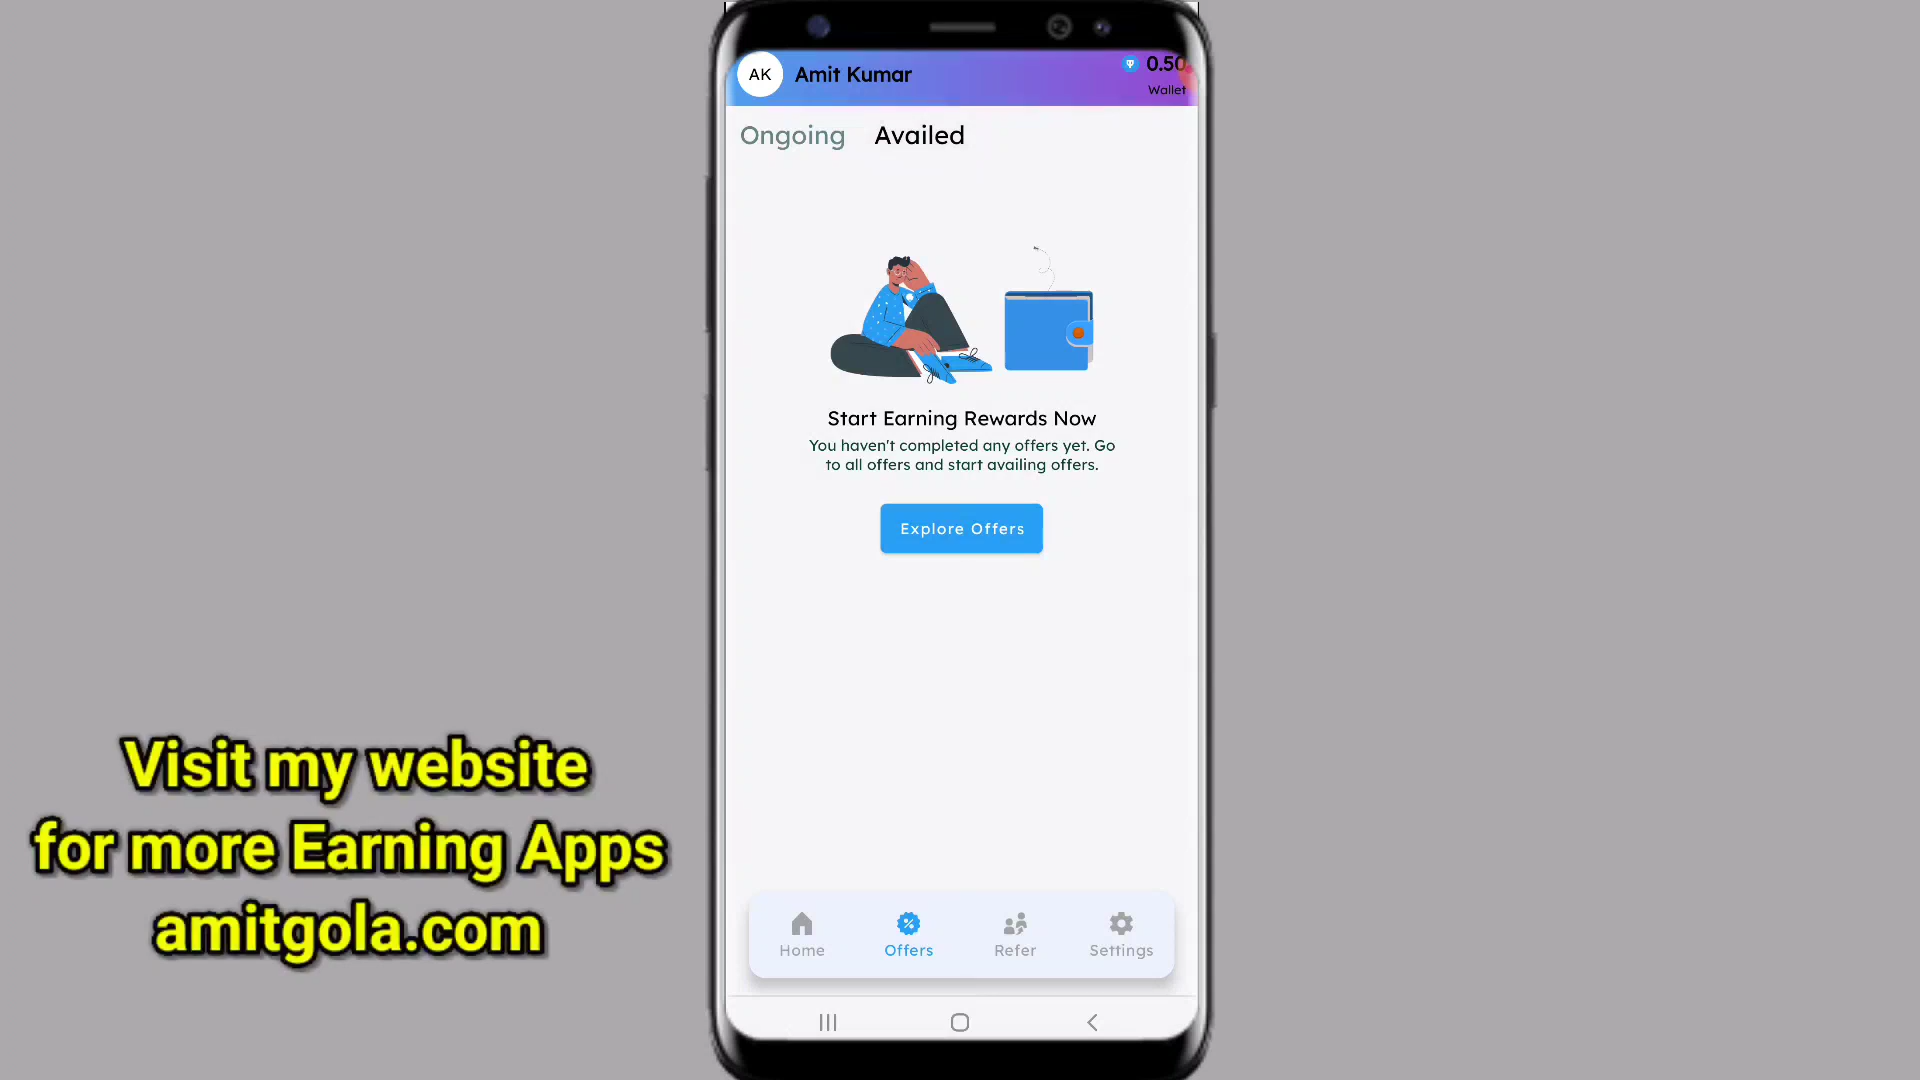 AK
Amit Kumar
0.50
Wallet
Ongoing
Availed
Start Earning Rewards Now
You haven't completed any offers yet. Go
to all offers and start availing offers.
Explore Offers
Visit my website
for more Earning Apps
amitgola.com
Home
Offers
Refer
Settings